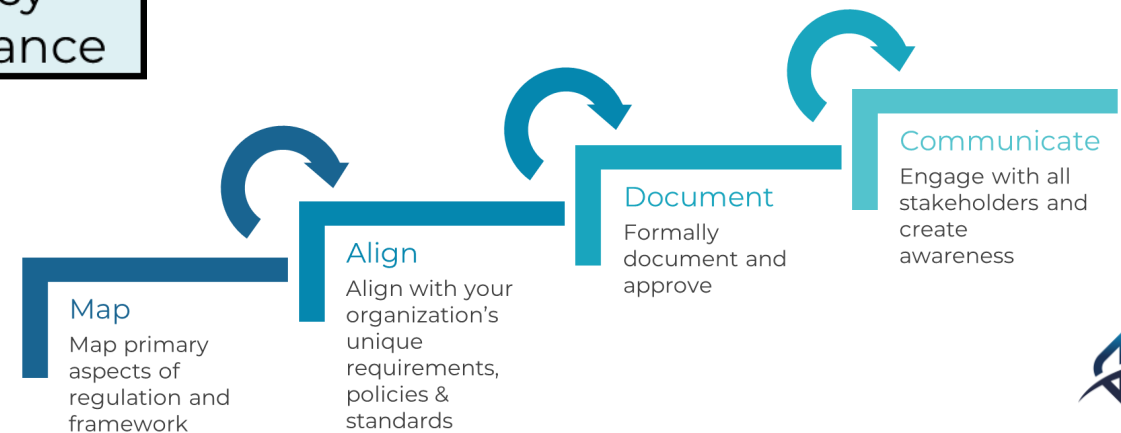 ance
Map
Map primary
aspects of
regulation and
framework
Align
Align with your
organization’s
unique
requirements,
policies &
standards
Document
Formally
document and
approve
Communicate
Engage with all
stakeholders and
create
awareness